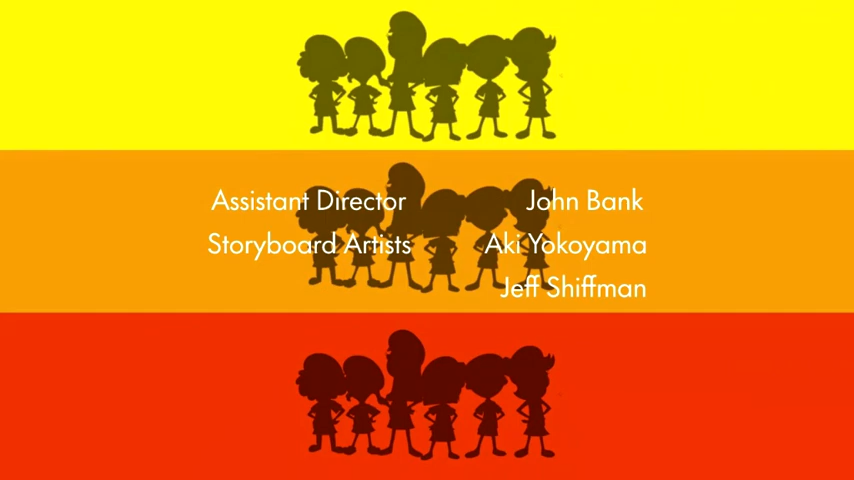 Assistant Director John Bank
Storyboard Artists Aki Yokoyama
Jeff Shiffman